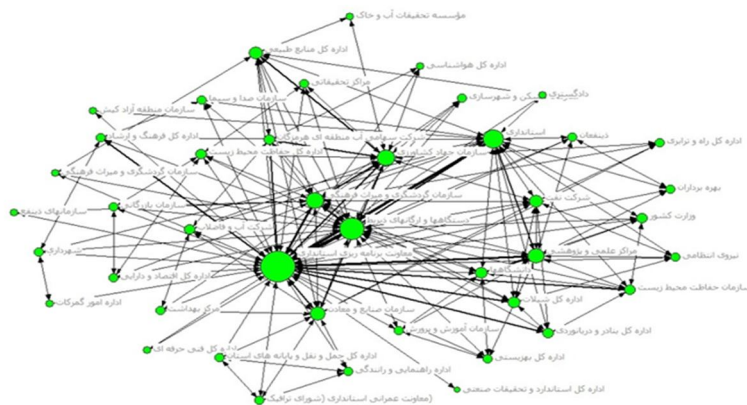 مؤسسه تحقیقات آب و خاک
اداره کل منابع طبیعی
اداره کل هواشناسی
مراکز تحقیقاتی
دادگستری
مسکن و شهرسازی
سازمان صدا و سیما
سازمان منطقه آزاد کیش
استانداری
ذینفعان
اداره کل راه و ترابری
شرکت سهامی آب منطقه ای هرمزگان
اداره کل فرهنگ و ارشاد
اداره کل حفاظت محیط زیست
سازمان جهاد کشاورزی
سازمان گردشگری و میراث فرهنگی
بهره برداران
سازمان گردشگری و میراث فرهنگی
شرکت نفت
سازمان بازرگانی
سازمانهای ذینفع
وزارت کشور
دستگاهها و ارگانهای ذیربط
شرکت آب و فاضلاب
شهرداری
معاونت برنامه ریزی استانداری
مراکز علمی و پژوهشی
نیروی انتظامی
دانشگاهها
اداره کل اقتصاد و دارایی
سازمان حفاظت محیط زیست
اداره امور گمرکات
اداره کل شیلات
مرکز بهداشت
سازمان صنایع و معادن
سازمان آموزش و پرورش
اداره کل بنادر و دریانوردی
اداره کل فنی حرفه ای
اداره کل حمل و نقل و پایانه های استان
اداره کل بهزیستی
اداره راهنمایی و رانندگی
اداره کل استاندارد و تحقیقات صنعتی
معاونت عمرانی استانداری (شورای ترافیک)